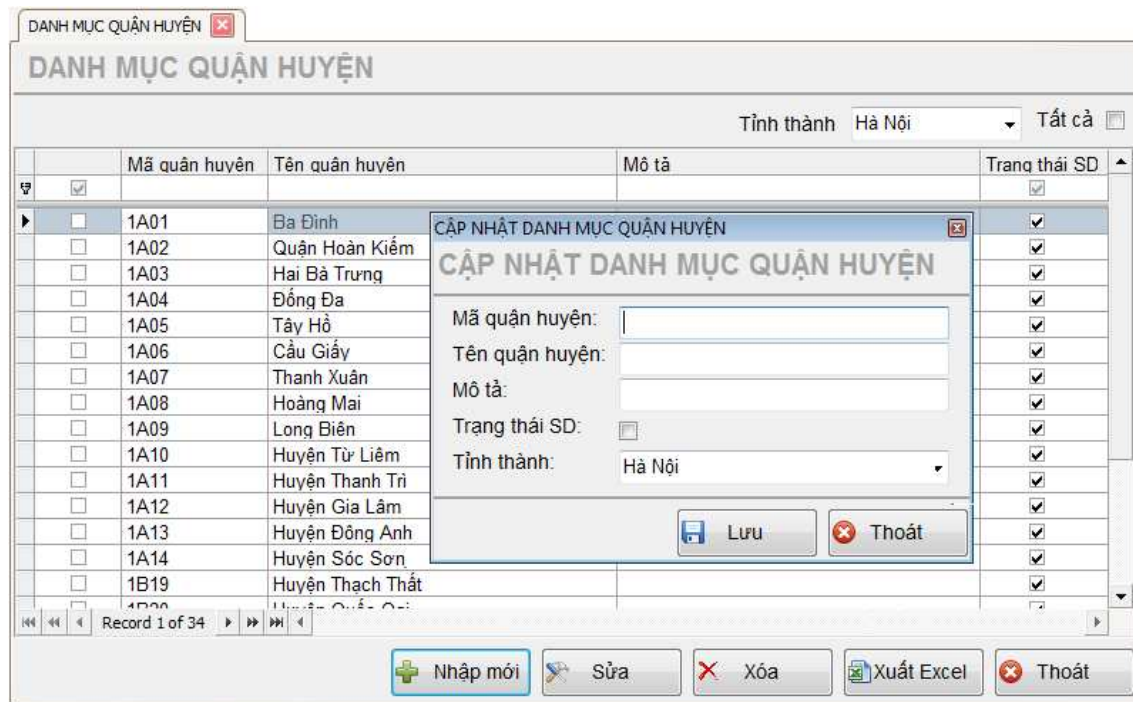 DANH MỤC QUẬN HUYỆN
DANH MỤC QUẬN HUYỆN
Tỉnh thành Hà Nội Tất cả
Mã quận huyện Tên quận huyện Mô tả Trạng thái SD
1A01 Ba Đình
1A02 Quận Hoàn Kiếm
1A03 Hai Bà Trưng
1A04 Đống Đa
1A05 Tây Hồ
1A06 Cầu Giấy
1A07 Thanh Xuân
1A08 Hoàng Mai
1A09 Long Biên
1A10 Huyện Từ Liêm
1A11 Huyện Thanh Trì
1A12 Huyện Gia Lâm
1A13 Huyện Đông Anh
1A14 Huyện Sóc Sơn
1B19 Huyện Thạch Thất
CẬP NHẬT DANH MỤC QUẬN HUYỆN
CẬP NHẬT DANH MỤC QUẬN HUYỆN
Mã quận huyện:
Tên quận huyện:
Mô tả:
Trạng thái SD:
Tỉnh thành: Hà Nội
Lưu Thoát
Record 1 of 34
Nhập mới Sửa Xóa Xuất Excel Thoát